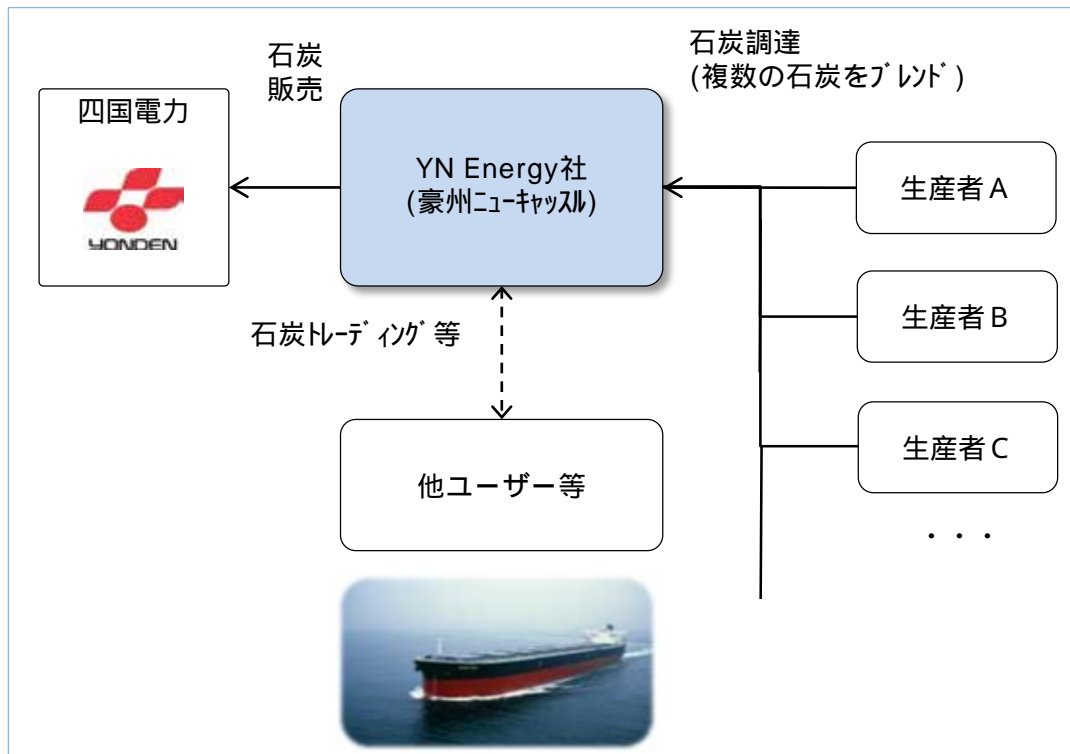 石炭
販売
石炭調達
(複数の石炭をﾌﾞﾚﾝﾄﾞ)
四国電力
YONDEN
YN Energy社
(豪州ﾆｭｰｷｬｯｽﾙ)
生産者A
生産者B
生産者C
・・・
石炭ﾄﾚｰﾃﾞｨﾝｸﾞ等
他ユーザー等